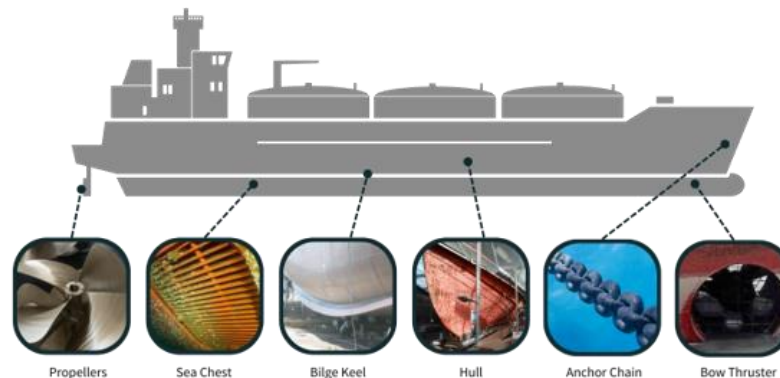 Propellers
Sea Chest
Bilge Keel
Hull
Anchor Chain
Bow Thruster